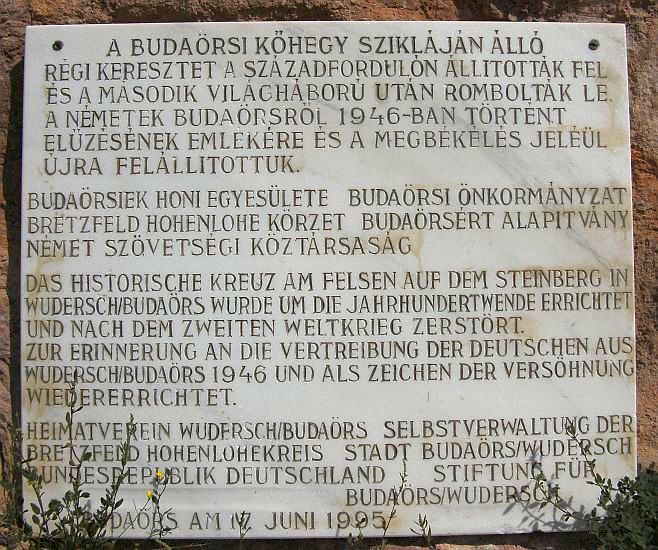 A BUDAÖRSI KŐHEGY SZIKLÁJÁN ÁLLÓ
RÉGI KERESZTET A SZÁZADFORDULÓN ÁLLITOTTÁK FEL
ÉS A MÁSODIK VILÁCHÁBORÚ UTÁN ROMBOLTÁK LE.
A NÉMETEK BUDAÖRSRŐL 1946-BAN TÖRTÉNT
ELŰZÉSÉNEK EMLÉKÉRE ÉS A MEGBÉKÉLÉS JELÉÜL
ÚJRA FELÁLLITOTTUK.
BUDAÖRSIEK HONI EGYESÜLETE BUDAÖRSI ÖNKORMÁNYZAT
BRETZFELD HOHENLOHE KÖRZET BUDAÖRSÉRT ALAPITVÁNY
NÉMET SZÖVETSÉGI KÖZTÁRSASÁG
DAS HISTORISCHE KREUZ AM FELSEN AUF DEM STEINBERG IN
WUDERSCH/BUDAÖRS WURDE UM DIE JAHRHUNDERTWENDE ERRICHTET
UND NACH DEM ZWEITEN WELTKRIEG ZERSTÖRT.
ZUR ERINNERUNG AN DIE VERTREIBUNG DER DEUTSCHEN AUS
WUDERSCH/BUDAÖRS 1946 UND ALS ZEICHEN DER VERSÖHNUNG
WIEDERERRICHTET.
HEIMATVEREIN WUDERSCH/BUDAÖRS SELBSTVERWALTUNG DER
BRETZFELD HOHENLOHEKREIS STADT BUDAÖRS/WUDERSCH
BUNDESREPUBLIK DEUTSCHLAND STIFTUNG FÜR
BUDAÖRS/WUDERSCH
BUDAÖRS AM 17 JUNI 1995